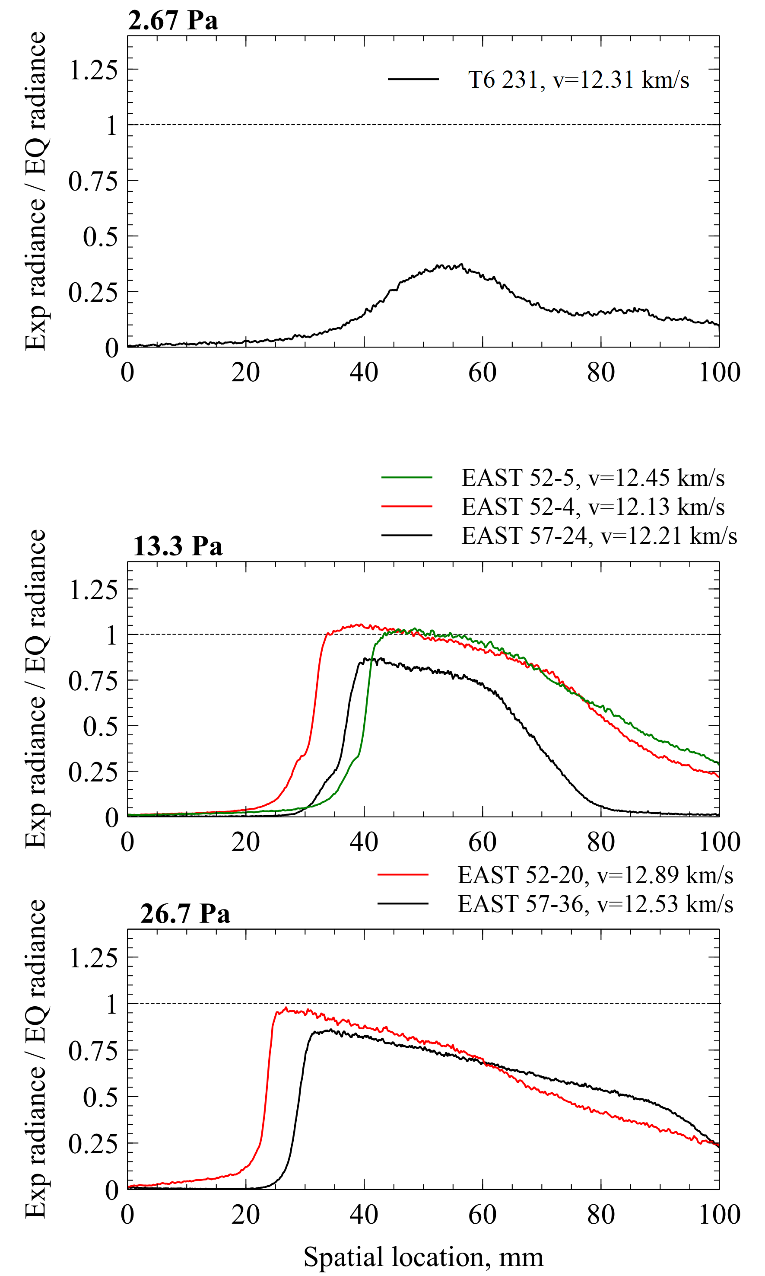 2.67 Pa
T6 231, v=12.31 km/s
Exp radiance / EQ radiance
1.25
1
0.75
0.5
0.25
0
0 20 40 60 80 100
EAST 52-5, v=12.45 km/s
EAST 52-4, v=12.13 km/s
EAST 57-24, v=12.21 km/s
13.3 Pa
Exp radiance / EQ radiance
1.25
1
0.75
0.5
0.25
0
0 20 40 60 80 100
EAST 52-20, v=12.89 km/s
EAST 57-36, v=12.53 km/s
26.7 Pa
Exp radiance / EQ radiance
1.25
1
0.75
0.5
0.25
0
0 20 40 60 80 100
Spatial location, mm